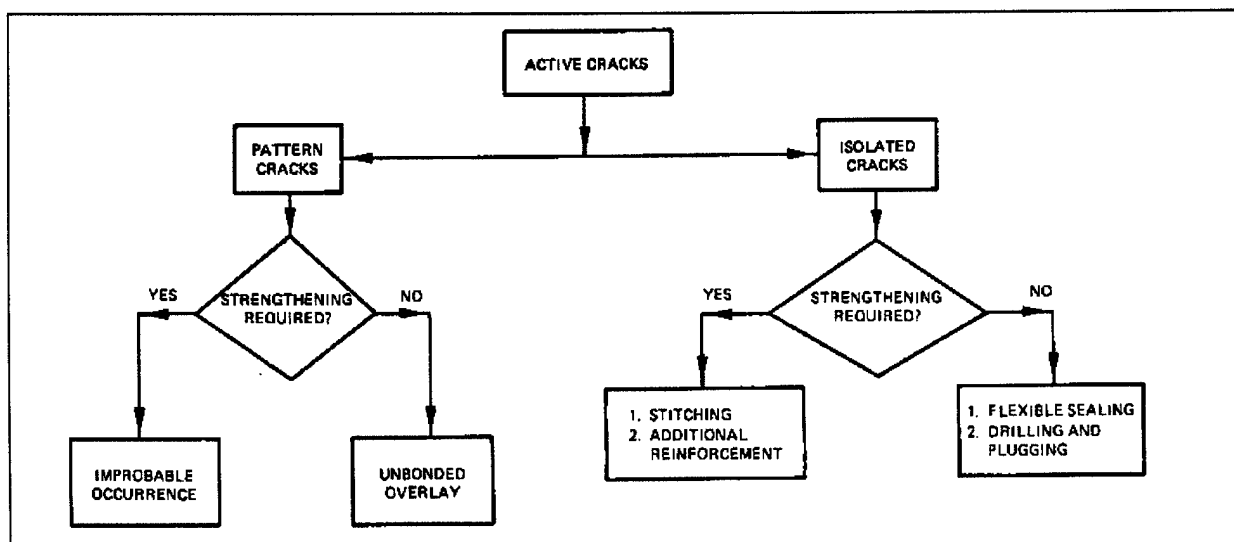 ACTIVE CRACKS
PATTERN
CRACKS
ISOLATED
CRACKS
YES
STRENGTHENING
REQUIRED?
NO
YES
STRENGTHENING
REQUIRED?
NO
IMPROBABLE
OCCURRENCE
UNBONDED
OVERLAY
1. STITCHING
2. ADDITIONAL
REINFORCEMENT
1. FLEXIBLE SEALING
2. DRILLING AND
PLUGGING